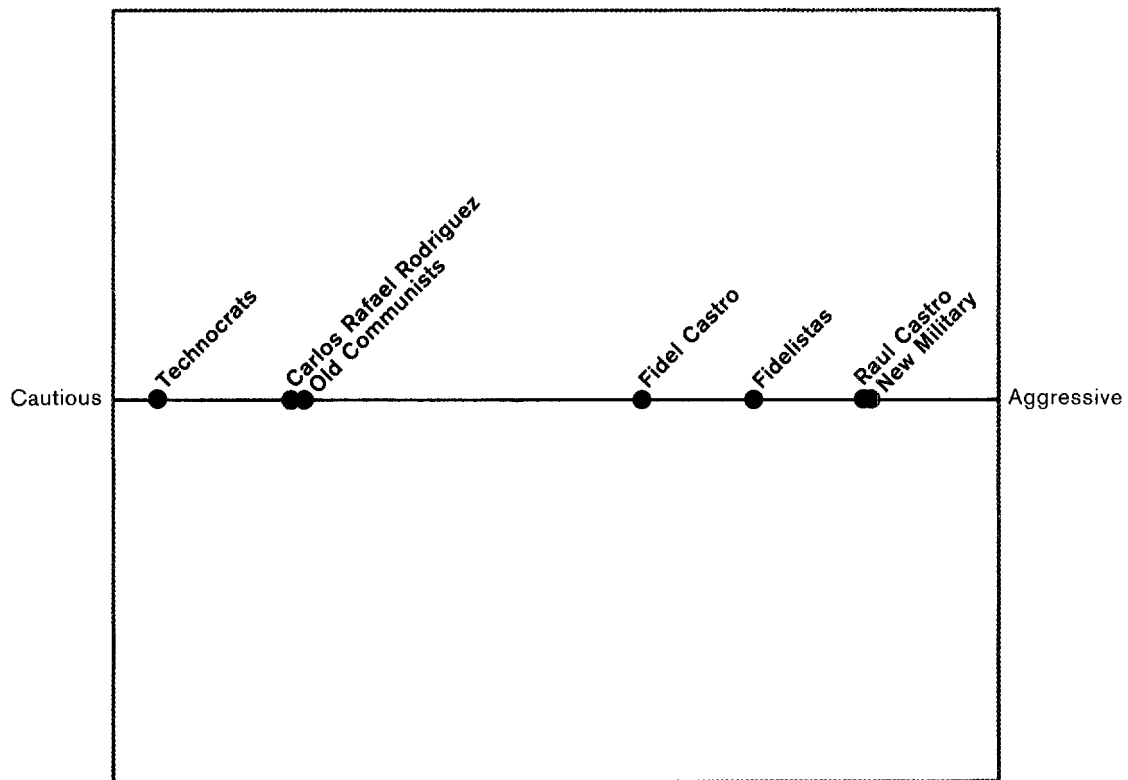 Cautious
Technocrats
Carlos Rafael Rodriguez
Old Communists
Fidel Castro
Fidelistas
Raul Castro
New Military
Aggressive